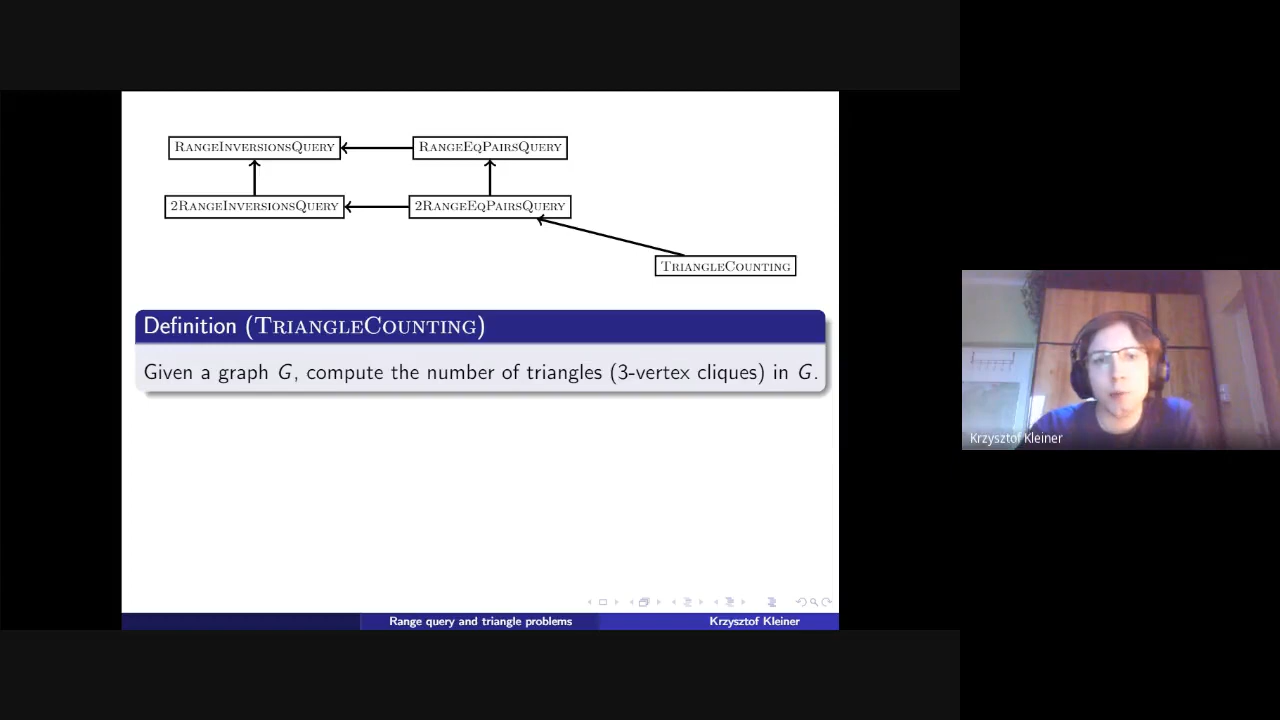 RANGEINVERSIONSQUERY
RANGEEQPAIRSQUERY
2RANGEINVERSIONSQUERY
2RANGEEQPAIRSQUERY
TRIANGLECOUNTING
Definition (TRIANGLECOUNTING)
Given a graph G, compute the number of triangles (3-vertex cliques) in G.
Krzysztof Kleiner
Range query and triangle problems
Krzysztof Kleiner